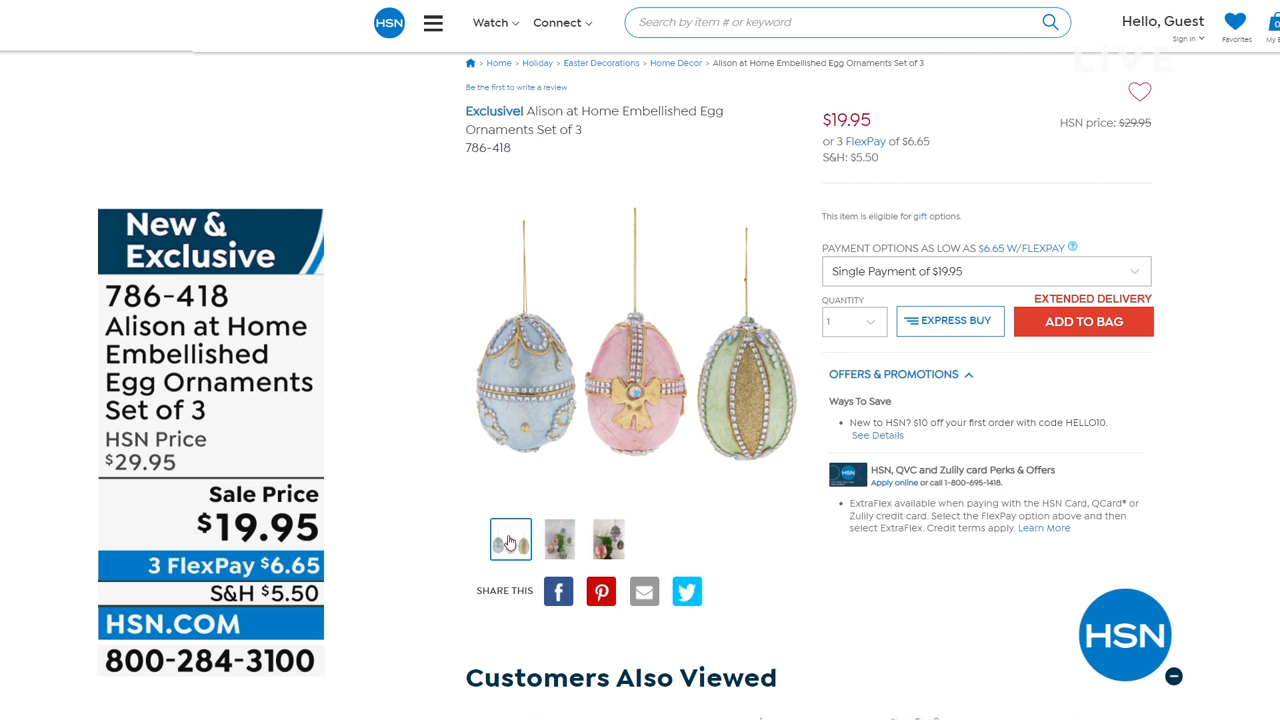 HSN
Watch
Connect
Search by item # or keyword
Hello, Guest
Sign In
Favorites
0
LIVE
> Home > Holiday > Easter Decorations > Home Décor > Alison at Home Embellished Egg Ornaments Set of 3
Be the first to write a review
Exclusive! Alison at Home Embellished Egg
Ornaments Set of 3
786-418
$19.95
HSN price: $29.95
or 3 FlexPay of $6.65
S&H: $5.50
This item is eligible for gift options.
PAYMENT OPTIONS AS LOW AS $6.65 W/FLEXPAY ?
Single Payment of $19.95
QUANTITY
EXTENDED DELIVERY
1
EXPRESS BUY
ADD TO BAG
OFFERS & PROMOTIONS
Ways To Save
• New to HSN? $10 off your first order with code HELLO10.
See Details
HSN
HSN, QVC and Zulily card Perks & Offers
Apply online or call 1-800-695-1418.
• ExtraFlex available when paying with the HSN Card, QCard® or
Zulily credit card. Select the FlexPay option above and then
select ExtraFlex. Credit terms apply. Learn More
SHARE THIS
Customers Also Viewed
New &
Exclusive
786-418
Alison at Home
Embellished
Egg Ornaments
Set of 3
HSN Price
$29.95
Sale Price
$19.95
3 FlexPay $6.65
S&H $5.50
HSN.COM
800-284-3100
HSN